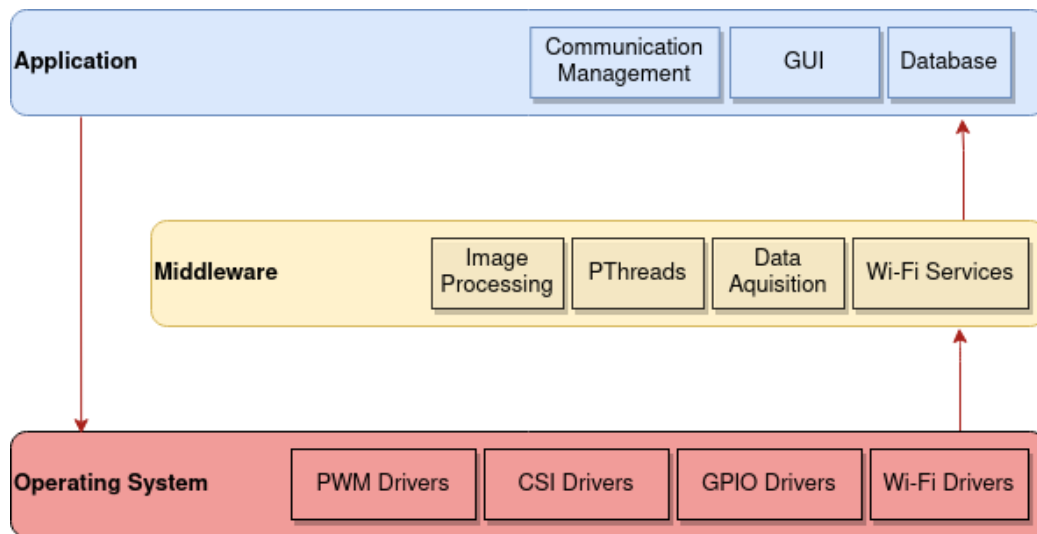 Application
Communication
Management
GUI
Database
Middleware
Image
Processing
PThreads
Data
Aquisition
Wi-Fi Services
Operating System
PWM Drivers
CSI Drivers
GPIO Drivers
Wi-Fi Drivers